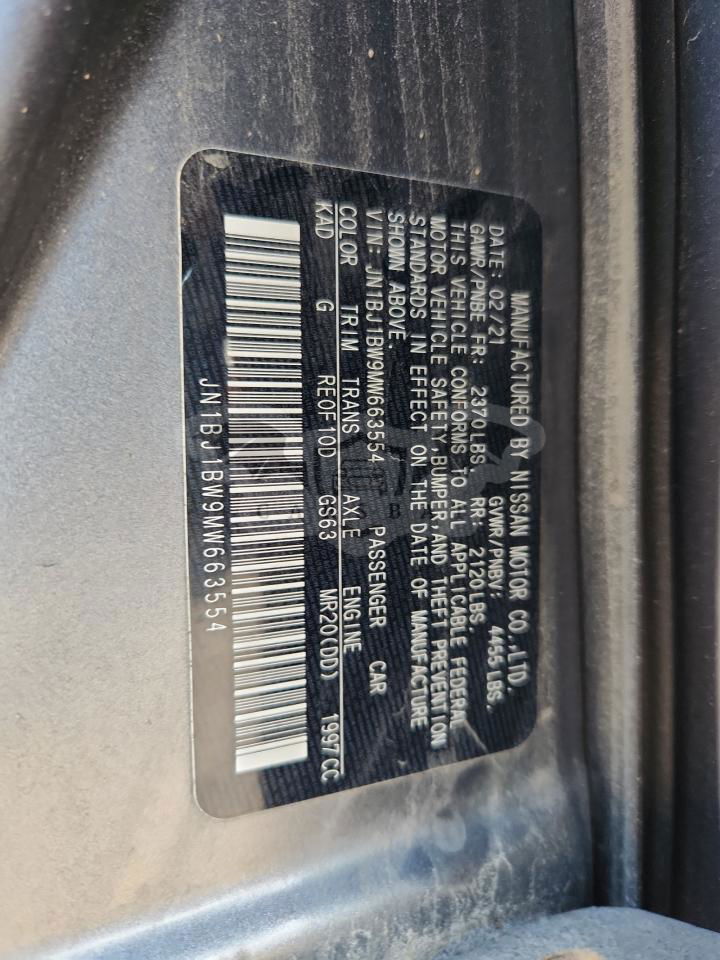 MANUFACTURED BY NISSAN MOTOR CO.,LTD.
DATE: 02/21 GVWR/PNBV: 4455 LBS.
GAWR/PNBE FR: 2370 LBS RR: 2120 LBS.
THIS VEHICLE CONFORMS TO ALL APPLICABLE FEDERAL
MOTOR VEHICLE SAFETY, BUMPER, AND THEFT PREVENTION
STANDARDS IN EFFECT ON THE DATE OF MANUFACTURE
SHOWN ABOVE.
VIN: JN1BJ1BW9MW663554 PASSENGER CAR
COLOR TRIM TRANS AXLE ENGINE
KAD G RE0F10D GS63 MR20(DD) 1997CC
JN1BJ1BW9MW663554